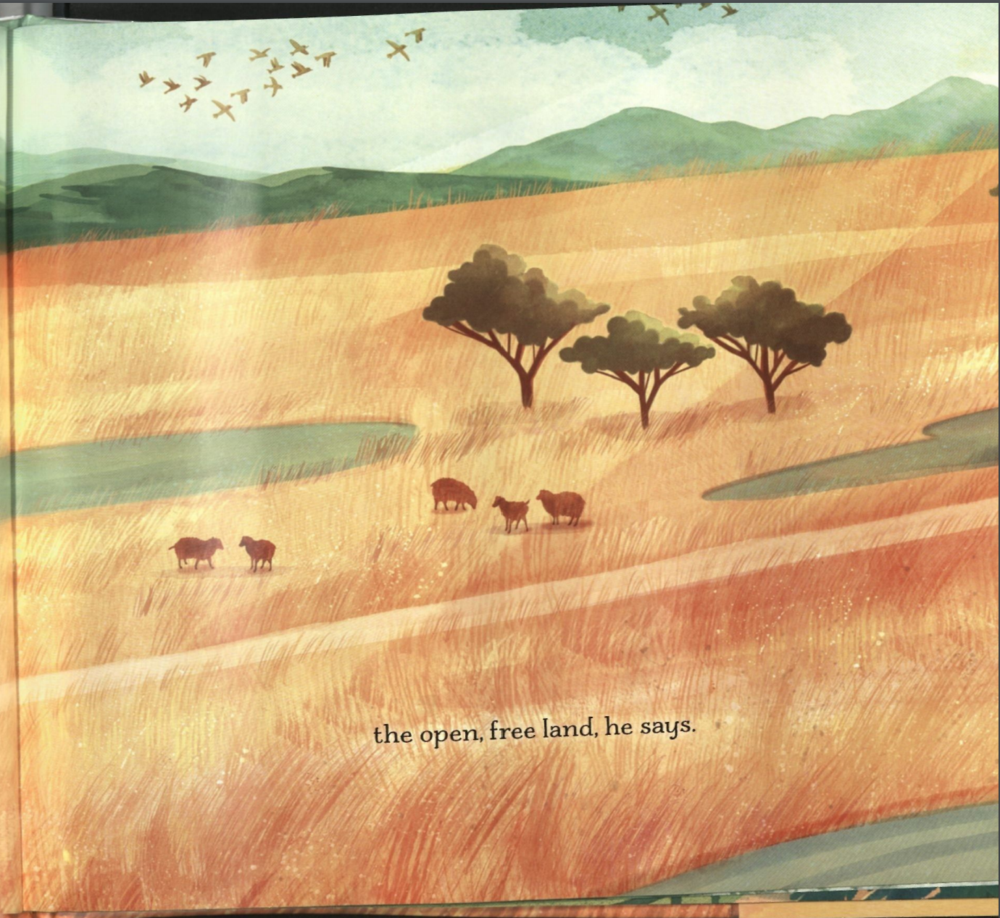 the open, free land, he says.